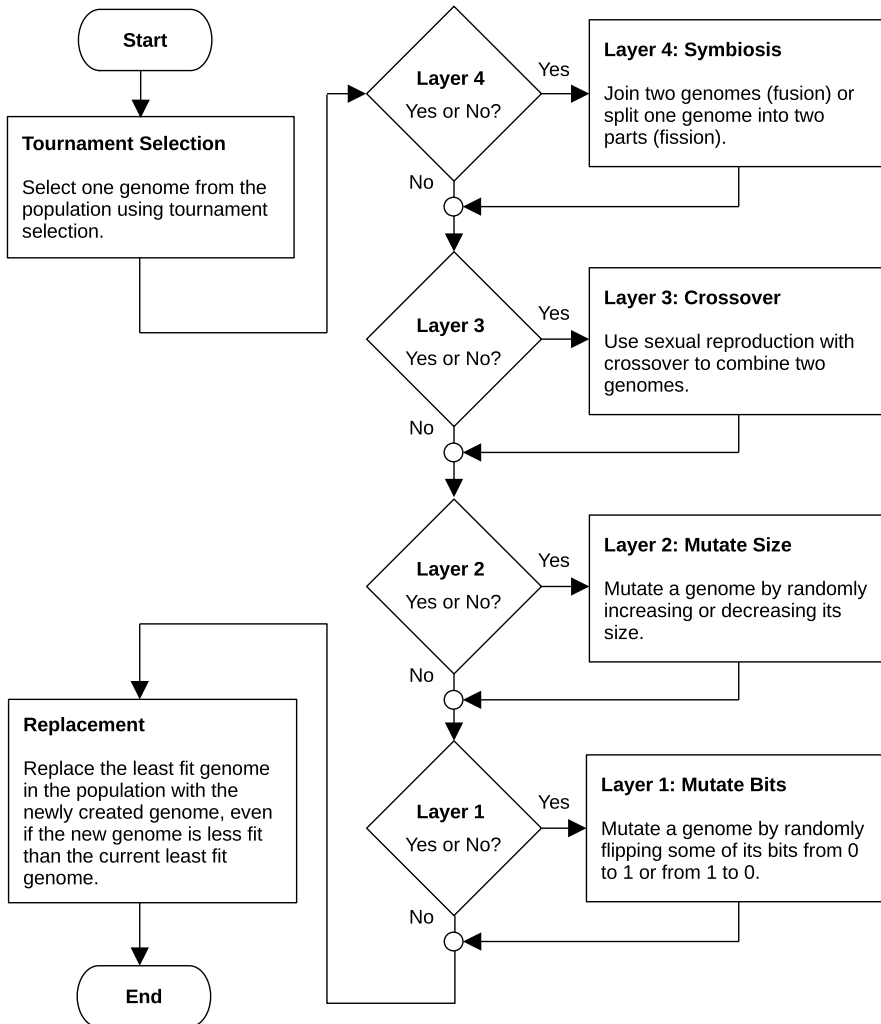 Start
Tournament Selection
Select one genome from the
population using tournament
selection.
Layer 4
Yes or No?
Yes
No
Layer 4: Symbiosis
Join two genomes (fusion) or
split one genome into two
parts (fission).
Layer 3
Yes or No?
Yes
No
Layer 3: Crossover
Use sexual reproduction with
crossover to combine two
genomes.
Layer 2
Yes or No?
Yes
No
Layer 2: Mutate Size
Mutate a genome by randomly
increasing or decreasing its
size.
Layer 1
Yes or No?
Yes
No
Layer 1: Mutate Bits
Mutate a genome by randomly
flipping some of its bits from 0
to 1 or from 1 to 0.
Replacement
Replace the least fit genome
in the population with the
newly created genome, even
if the new genome is less fit
than the current least fit
genome.
End